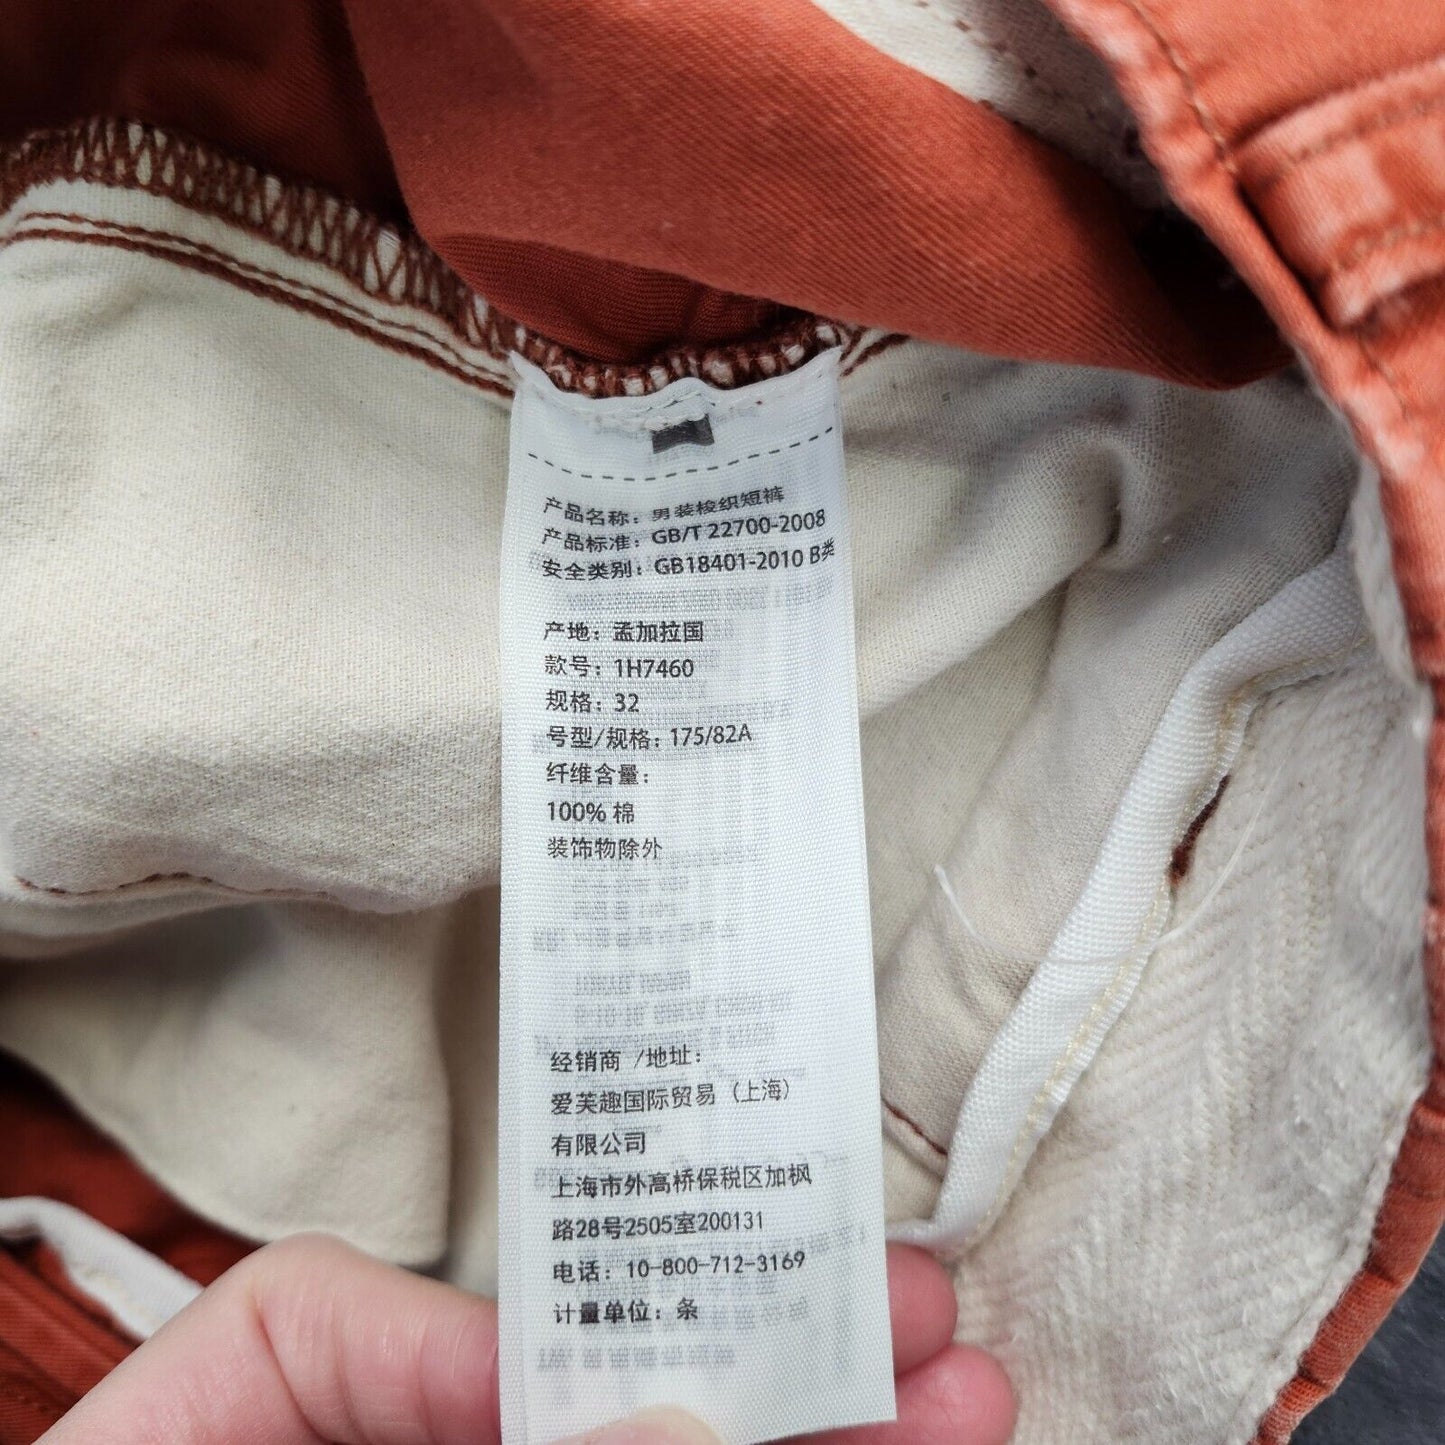 产品名称：男装梭织短裤
产品标准：GB/T 22700-2008
安全类别：GB18401-2010 B类
产地：孟加拉国
款号：1H7460
规格：32
号型/规格：175/82A
纤维含量：
100% 棉
装饰物除外
经销商 /地址：
爱芙趣国际贸易（上海）
有限公司
上海市外高桥保税区加枫
路28号2505室200131
电话：10-800-712-3169
计量单位：条